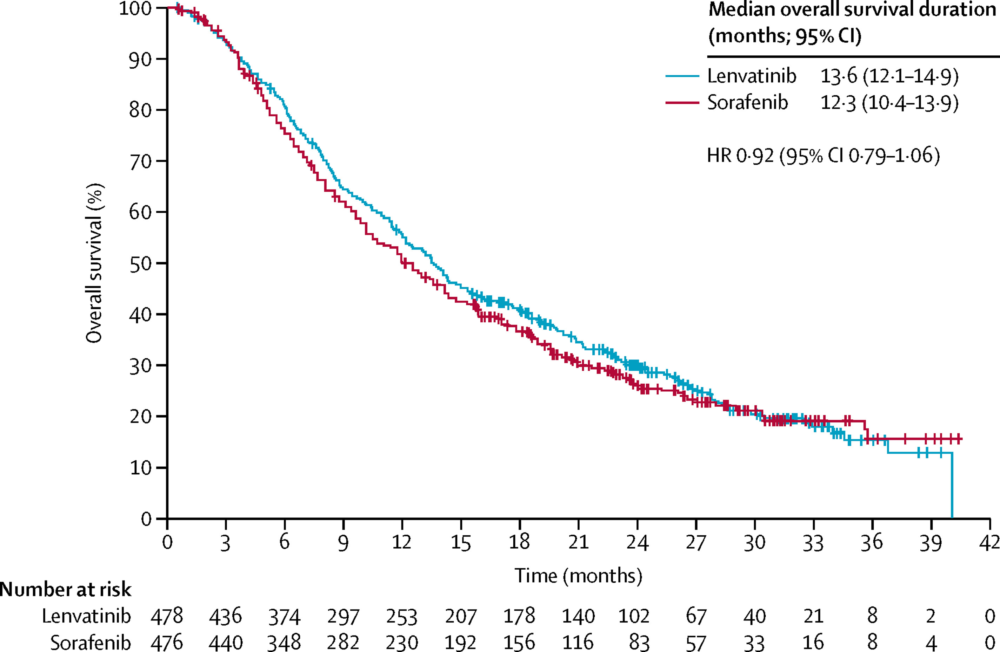 Median overall survival duration
(months; 95% CI)
Lenvatinib 13·6 (12·1–14·9)
Sorafenib 12·3 (10·4–13·9)
HR 0·92 (95% CI 0·79–1·06)
Overall survival (%)
100
90
80
70
60
50
40
30
20
10
0
0 3 6 9 12 15 18 21 24 27 30 33 36 39 42
Time (months)
Number at risk
Lenvatinib 478 436 374 297 253 207 178 140 102 67 40 21 8 2 0
Sorafenib 476 440 348 282 230 192 156 116 83 57 33 16 8 4 0